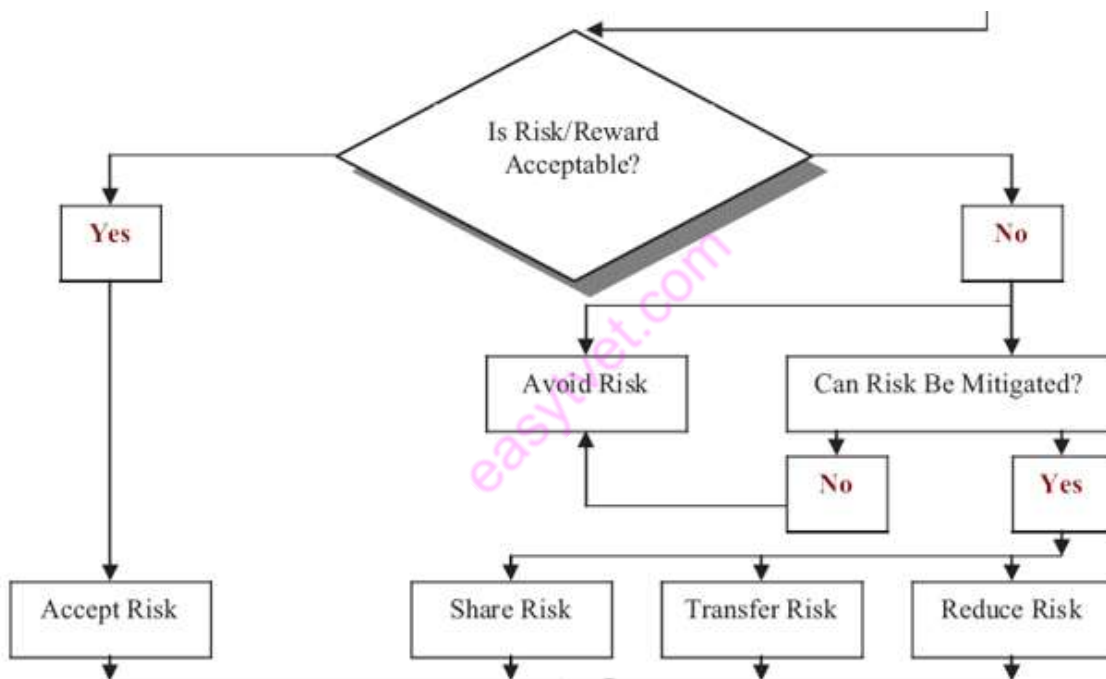 Is Risk/Reward
Acceptable?
Yes
No
Avoid Risk
Can Risk Be Mitigated?
No
Yes
Accept Risk
Share Risk
Transfer Risk
Reduce Risk
easytvet.com